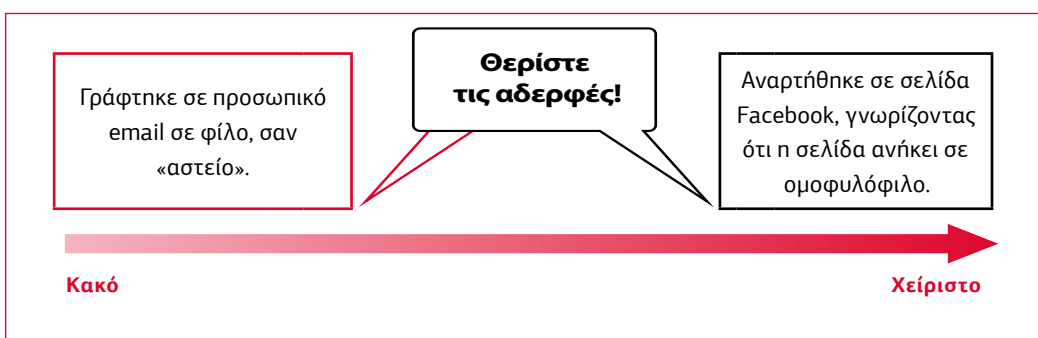 Γράφτηκε σε προσωπικό
email σε φίλο, σαν
«αστείο».
Θερίστε
τις αδερφές!
Αναρτήθηκε σε σελίδα
Facebook, γνωρίζοντας
ότι η σελίδα ανήκει σε
ομοφυλόφιλο.
Κακό
Χείριστο